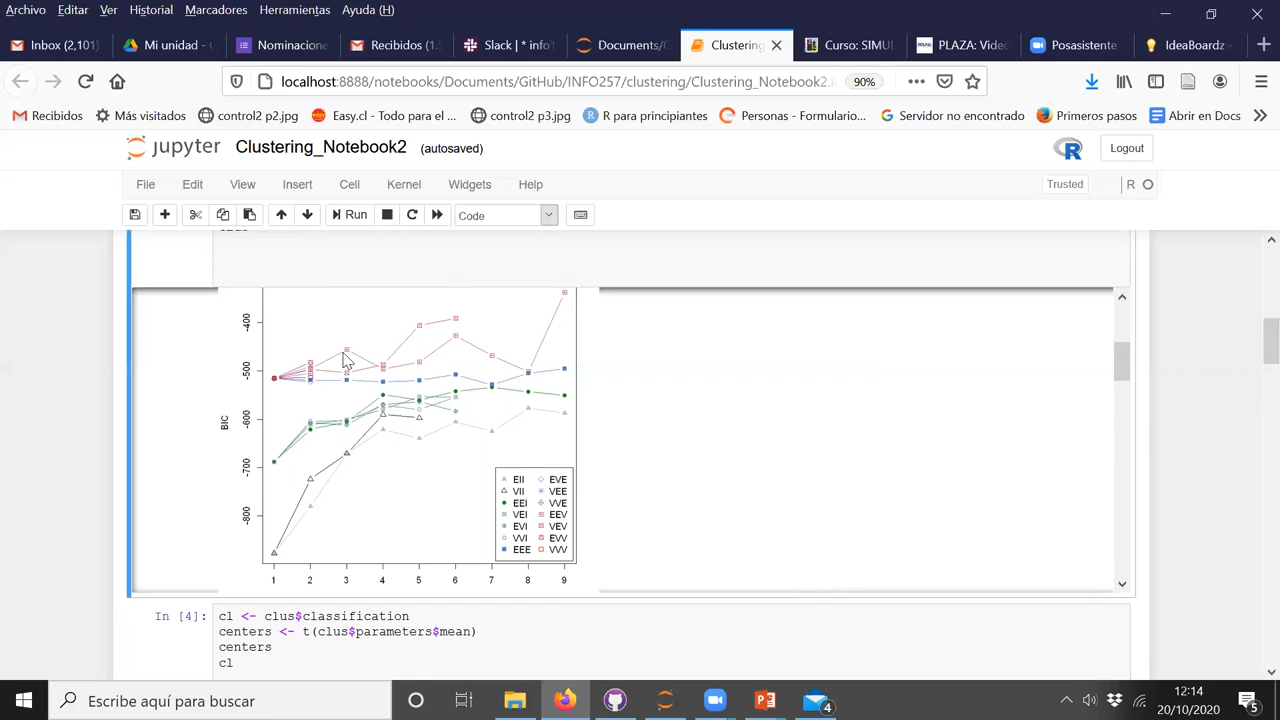 Archivo Editar Ver Historial Marcadores Herramientas Ayuda (H)
Inbox (2,101) Mi unidad - Nominacione Recibidos (1. Slack | * info Documents/ Clustering Curso: SIMU PLAZA: Vide Posasistente IdeaBoardz
localhost:8888/notebooks/Documents/GitHub/INFO257/clustering/Clustering_Notebook2. 90%
Recibidos Más visitados control2 p2.jpg Easy.cl - Todo para el ... control2 p3.jpg R para principiantes Personas - Formulario... Servidor no encontrado Primeros pasos Abrir en Docs
jupyter Clustering_Notebook2 (autosaved) Logout
File Edit View Insert Cell Kernel Widgets Help Trusted R
Run Code
-400
-500
-600
-700
-800
BIC
EII EVE
VII VEE
EEI VVE
VEI EEV
EVI VEV
VVI EVV
EEE VVV
1 2 3 4 5 6 7 8 9
In [4]: cl <- clus$classification
centers <- t(clus$parameters$mean)
centers
cl
Escribe aquí para buscar
4
12:14
20/10/2020
5